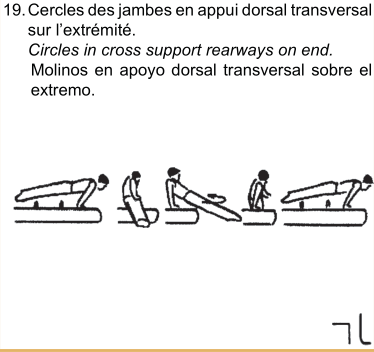 19. Cercles des jambes en appui dorsal transversal
sur l'extrémité.
Circles in cross support rearways on end.
Molinos en apoyo dorsal transversal sobre el
extremo.